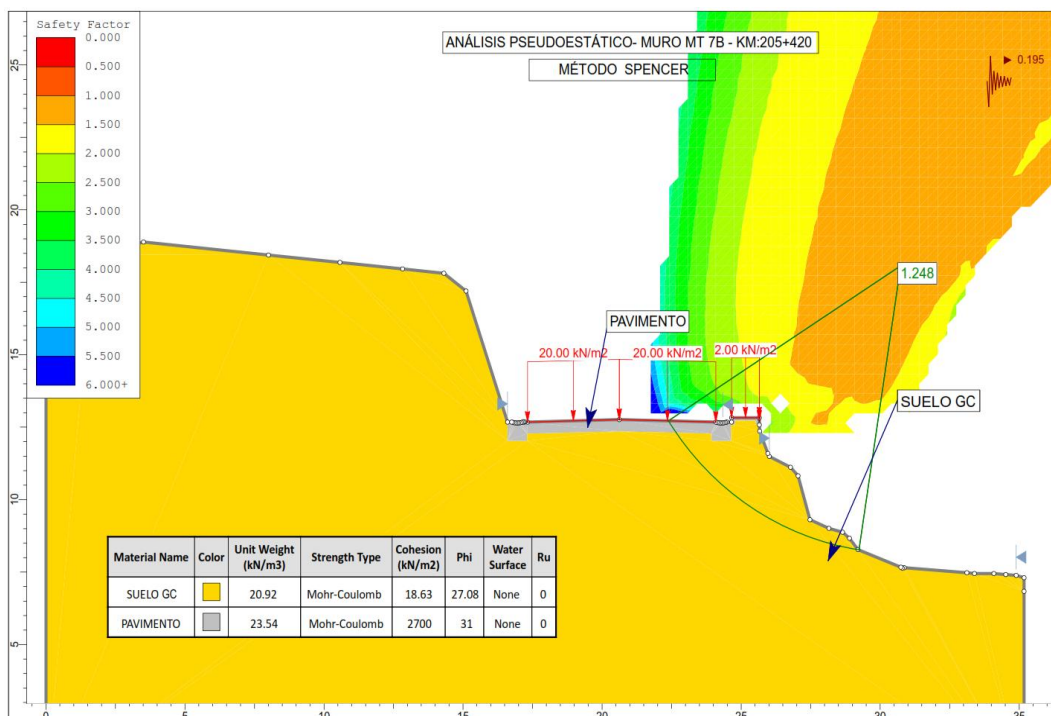 Safety Factor
0.000
0.500
1.000
1.500
2.000
2.500
3.000
3.500
4.000
4.500
5.000
5.500
6.000+
ANÁLISIS PSEUDOESTÁTICO- MURO MT 7B - KM:205+420
MÉTODO SPENCER
0.195
1.248
PAVIMENTO
20.00 kN/m2
20.00 kN/m2
2.00 kN/m2
SUELO GC
Material Name Color Unit Weight (kN/m3) Strength Type Cohesion (kN/m2) Phi Water Surface Ru
SUELO GC 20.92 Mohr-Coulomb 18.63 27.08 None 0
PAVIMENTO 23.54 Mohr-Coulomb 2700 31 None 0
25
20
15
10
5
0
5
10
15
20
25
30
35